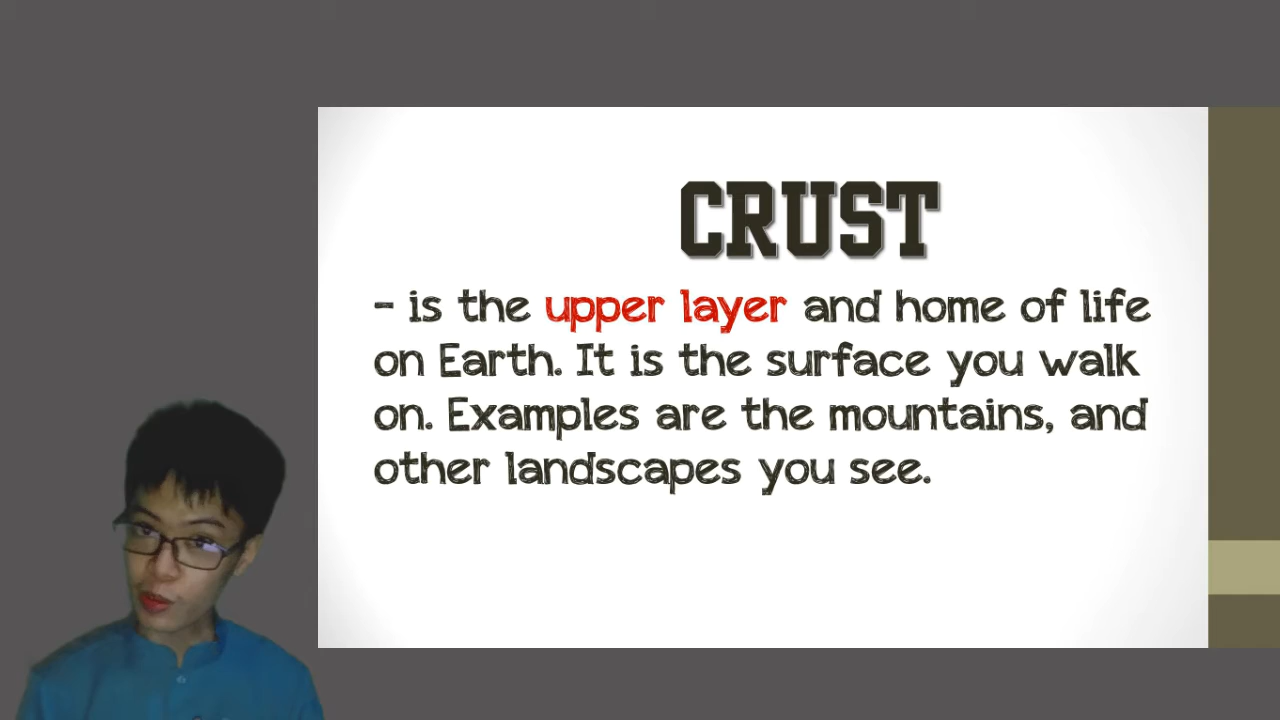 CRUST
- is the upper layer and home of life
on Earth. It is the surface you walk
on. Examples are the mountains, and
other landscapes you see.